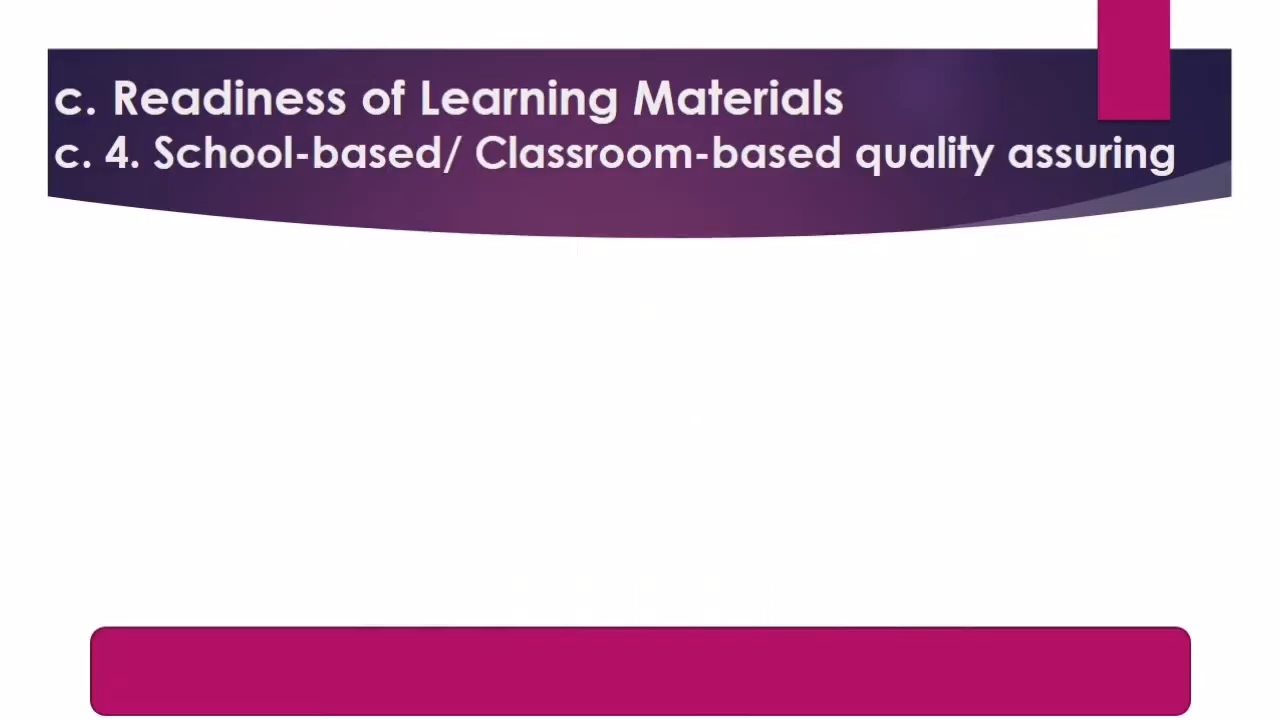 c. Readiness of Learning Materials
c. 4. School-based/ Classroom-based quality assuring